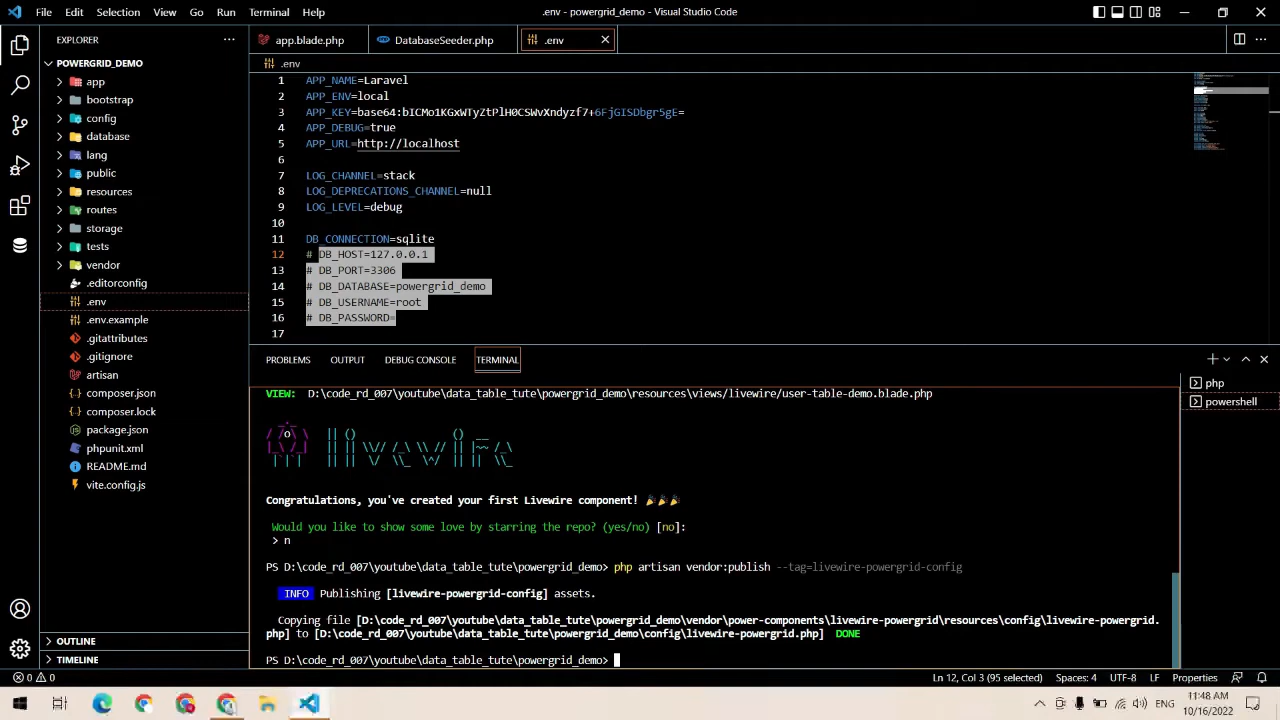 File Edit Selection View Go Run Terminal Help
.env - powergrid_demo - Visual Studio Code
EXPLORER
app.blade.php
DatabaseSeeder.php
.env
POWERGRID_DEMO
.env
app
bootstrap
config
database
lang
public
resources
routes
storage
tests
vendor
.editorconfig
.env
.env.example
.gitattributes
.gitignore
artisan
composer.json
composer.lock
package.json
phpunit.xml
README.md
vite.config.js
OUTLINE
TIMELINE
1 APP_NAME=Laravel
2 APP_ENV=local
3
4 APP_DEBUG=true
5 APP_URL=http://localhost
6
7 LOG_CHANNEL=stack
8 LOG_DEPRECATIONS_CHANNEL=null
9 LOG_LEVEL=debug
10
11 DB_CONNECTION=sqlite
12 # DB_HOST=127.0.0.1
13 # DB_PORT=3306
14 # DB_DATABASE=powergrid_demo
15 # DB_USERNAME=root
16 # DB_PASSWORD=
17
PROBLEMS OUTPUT DEBUG CONSOLE TERMINAL
php
powershell
VIEW: D:\code_rd_007\youtube\data_table_tute\powergrid_demo\resources\views/livewire/user-table-demo.blade.php
Congratulations, you've created your first Livewire component! 🎉🎉🎉
Would you like to show some love by starring the repo? (yes/no) [no]:
> n
PS D:\code_rd_007\youtube\data_table_tute\powergrid_demo> php artisan vendor:publish --tag=livewire-powergrid-config
INFO Publishing [livewire-powergrid-config] assets.
Copying file [D:\code_rd_007\youtube\data_table_tute\powergrid_demo\vendor\power-components\livewire-powergrid\resources\config\livewire-powergrid.
php] to [D:\code_rd_007\youtube\data_table_tute\powergrid_demo\config\livewire-powergrid.php] DONE
PS D:\code_rd_007\youtube\data_table_tute\powergrid_demo>
0 0
Ln 12, Col 3 (95 selected) Spaces: 4 UTF-8 LF Properties
ENG
11:48 AM
10/16/2022